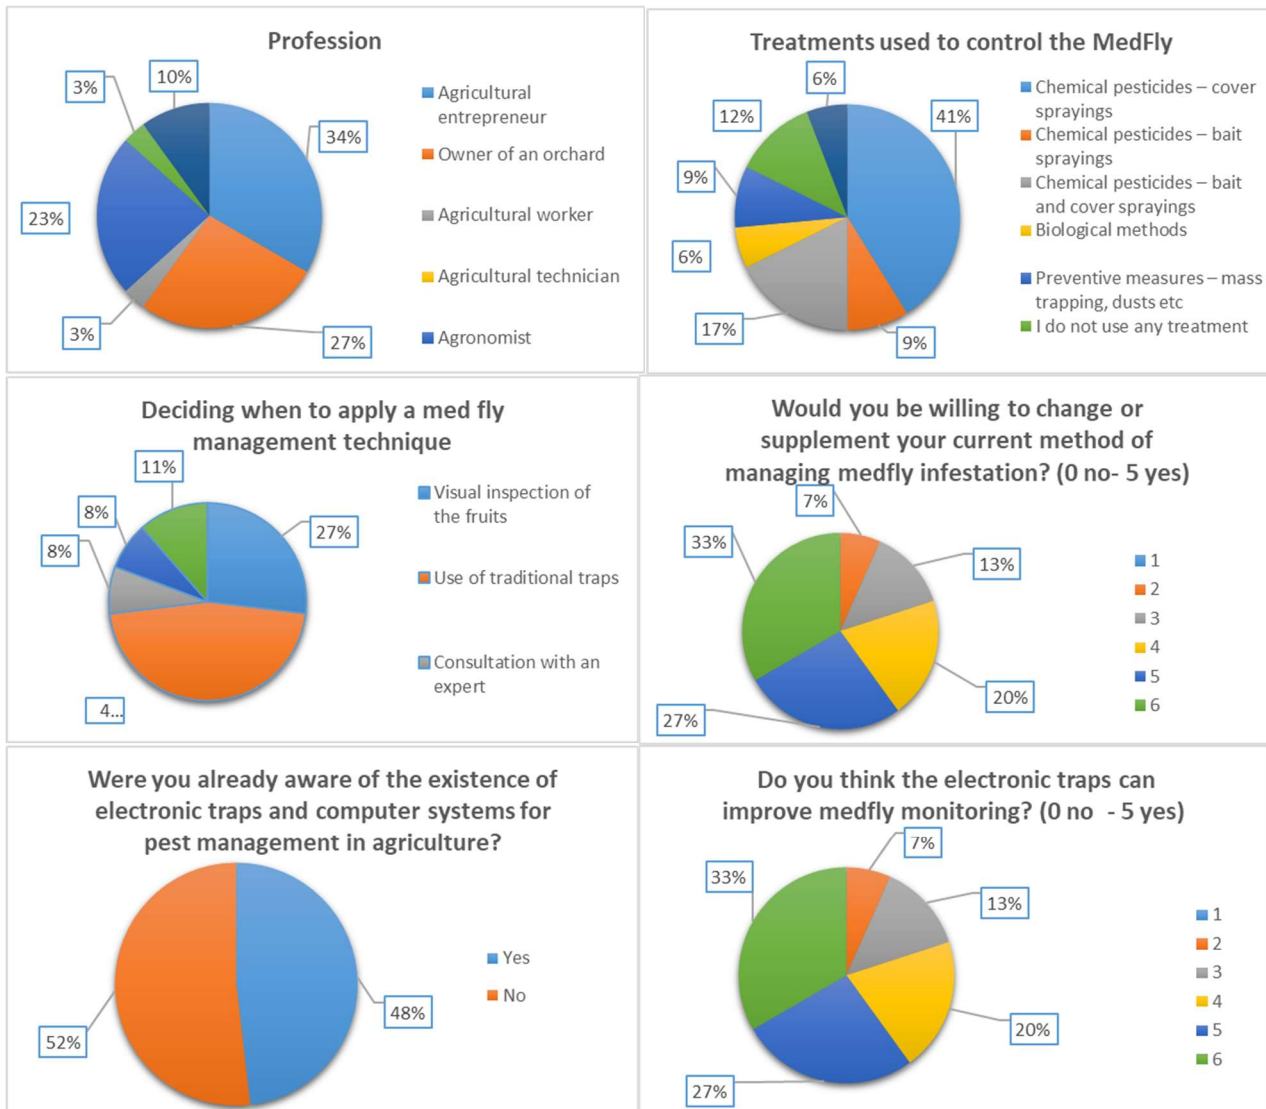 Profession
10%
3%
34%
23%
3%
27%
Agricultural
entrepreneur
Owner of an orchard
Agricultural worker
Agricultural technician
Agronomist
Treatments used to control the MedFly
6%
12%
41%
9%
6%
17%
9%
Chemical pesticides – cover
sprayings
Chemical pesticides – bait
sprayings
Chemical pesticides – bait
and cover sprayings
Biological methods
Preventive measures – mass
trapping, dusts etc
I do not use any treatment
Deciding when to apply a med fly
management technique
11%
8%
27%
8%
4...
Visual inspection of
the fruits
Use of traditional traps
Consultation with an
expert
Would you be willing to change or
supplement your current method of
managing medfly infestation? (0 no- 5 yes)
7%
33%
13%
20%
27%
1
2
3
4
5
6
Were you already aware of the existence of
electronic traps and computer systems for
pest management in agriculture?
48%
52%
Yes
No
Do you think the electronic traps can
improve medfly monitoring? (0 no - 5 yes)
7%
33%
13%
20%
27%
1
2
3
4
5
6